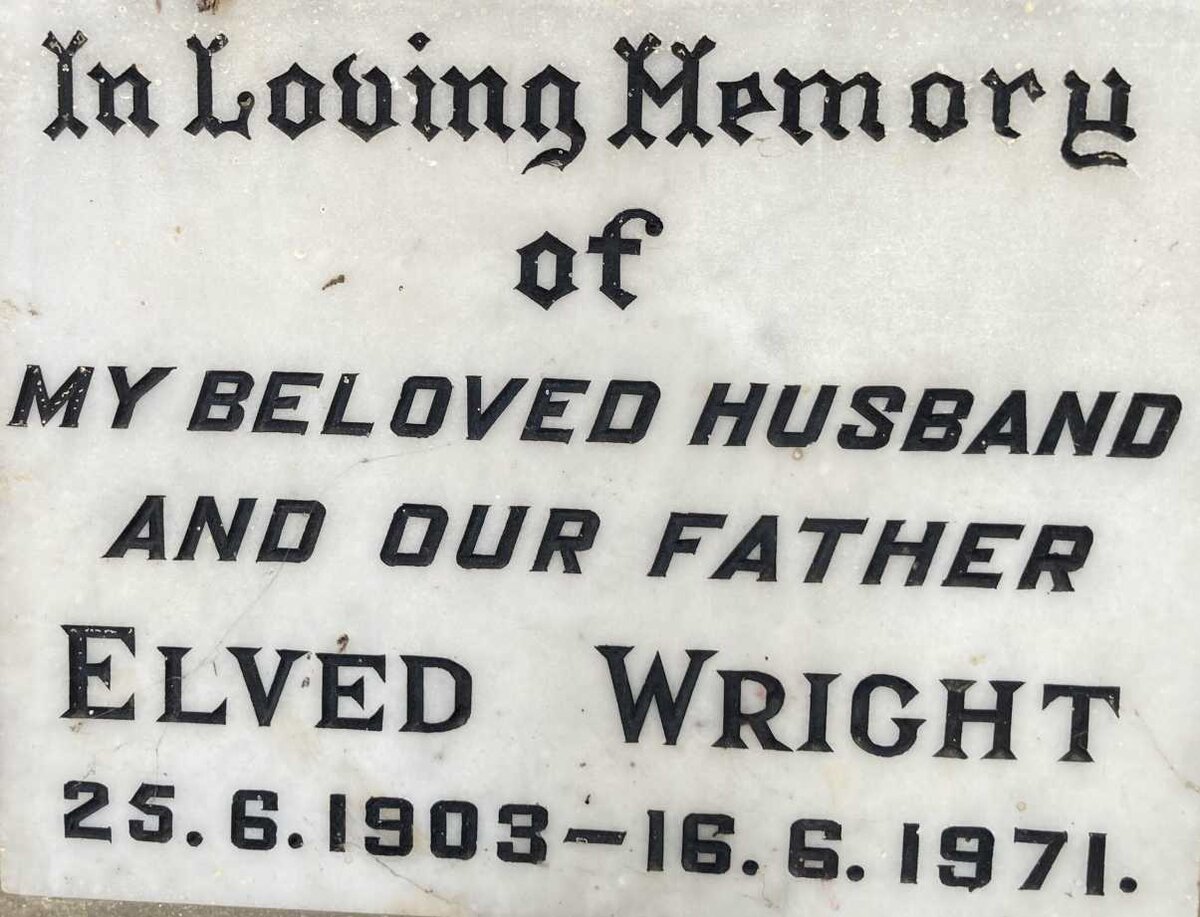 In Loving Memory
of
MY BELOVED HUSBAND
AND OUR FATHER
ELVED WRIGHT
25.6.1903–16.6.1971.